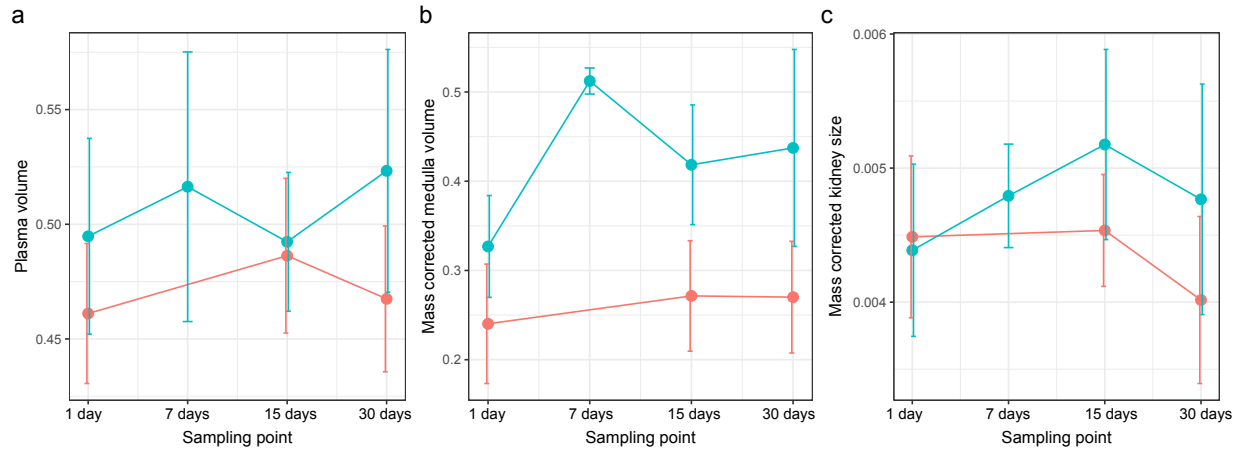 a
Plasma volume
0.55
0.50
0.45
1 day
7 days
15 days
30 days
Sampling point
b
Mass corrected medulla volume
0.5
0.4
0.3
0.2
1 day
7 days
15 days
30 days
Sampling point
c
Mass corrected kidney size
0.006
0.005
0.004
1 day
7 days
15 days
30 days
Sampling point